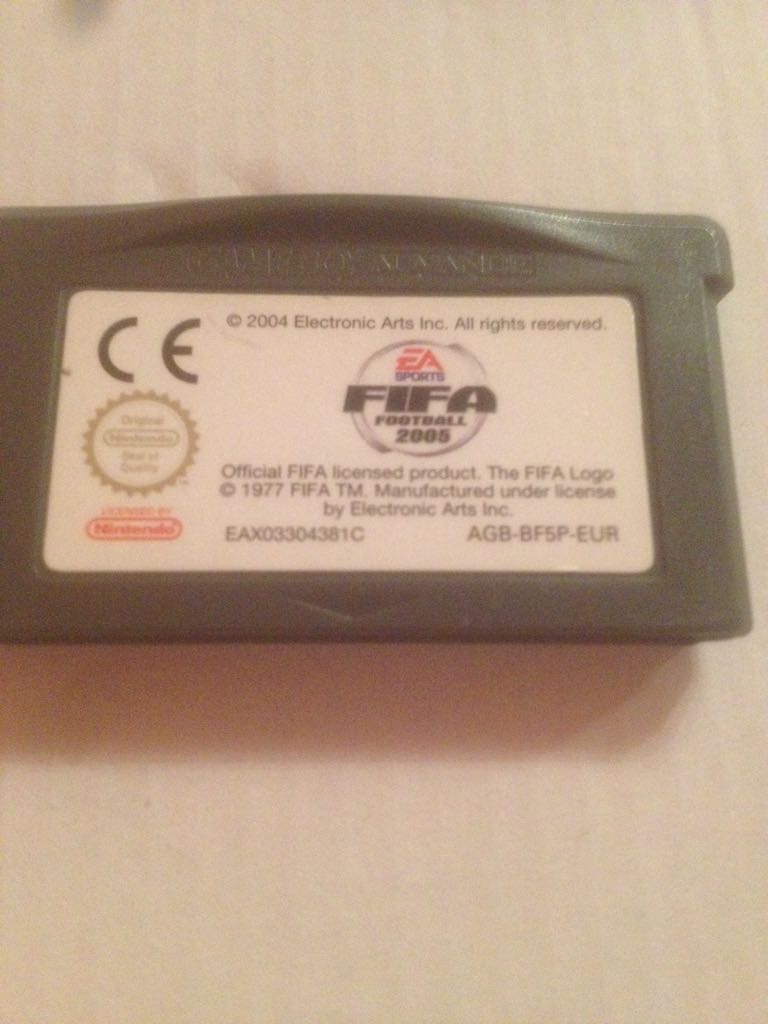 GAME BOY ADVANCE
CE
© 2004 Electronic Arts Inc. All rights reserved.
EA
SPORTS
FIFA
FOOTBALL
2005
Original
Nintendo
Seal of
Quality
TM
Official FIFA licensed product. The FIFA Logo
© 1977 FIFA TM. Manufactured under license
by Electronic Arts Inc.
LICENSED BY
Nintendo
EAX03304381C
AGB-BF5P-EUR